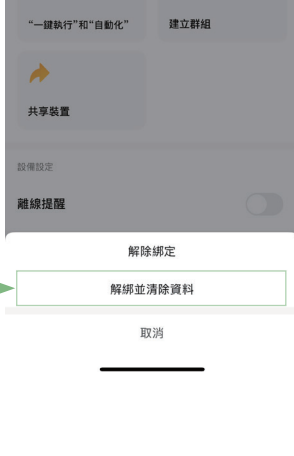 “一鍵執行”和“自動化”
建立群組
共享裝置
設備設定
離線提醒
解除綁定
解綁並清除資料
取消